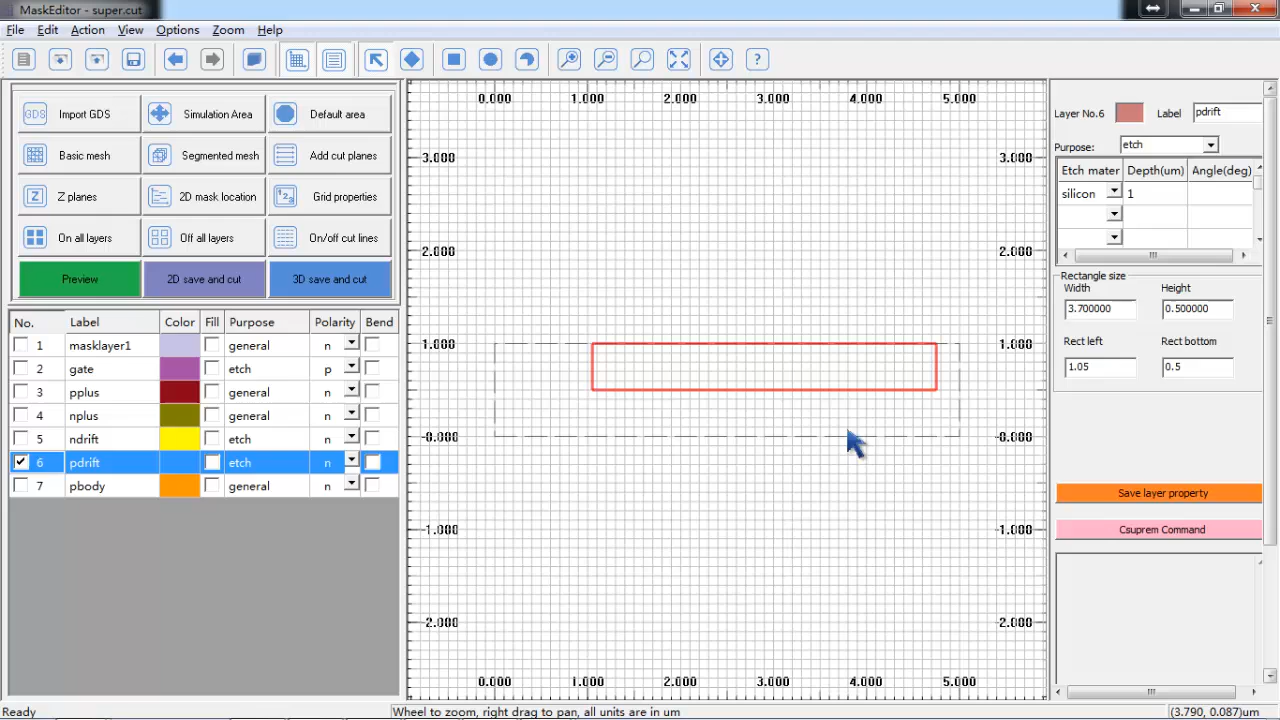 MaskEditor - super.cut
File Edit Action View Options Zoom Help
GDS Import GDS Simulation Area Default area
Basic mesh Segmented mesh Add cut planes
Z Z planes 2D mask location Grid properties
On all layers Off all layers On/off cut lines
Preview 2D save and cut 3D save and cut
No. Label Color Fill Purpose Polarity Bend
1 masklayer1 general n
2 gate etch p
3 pplus general n
4 nplus general n
5 ndrift etch n
6 pdrift etch n
7 pbody general n
0.000 1.000 2.000 3.000 4.000 5.000
3.000 3.000
2.000 2.000
1.000 1.000
-0.000 -0.000
-1.000 -1.000
-2.000 -2.000
0.000 1.000 2.000 3.000 4.000 5.000
Layer No.6 Label pdrift
Purpose: etch
Etch mater Depth(um) Angle(deg)
silicon 1
Rectangle size
Width Height
3.700000 0.500000
Rect left Rect bottom
1.05 0.5
Save layer property
Csuprem Command
Ready Wheel to zoom, right drag to pan, all units are in um (3.790, 0.087)um